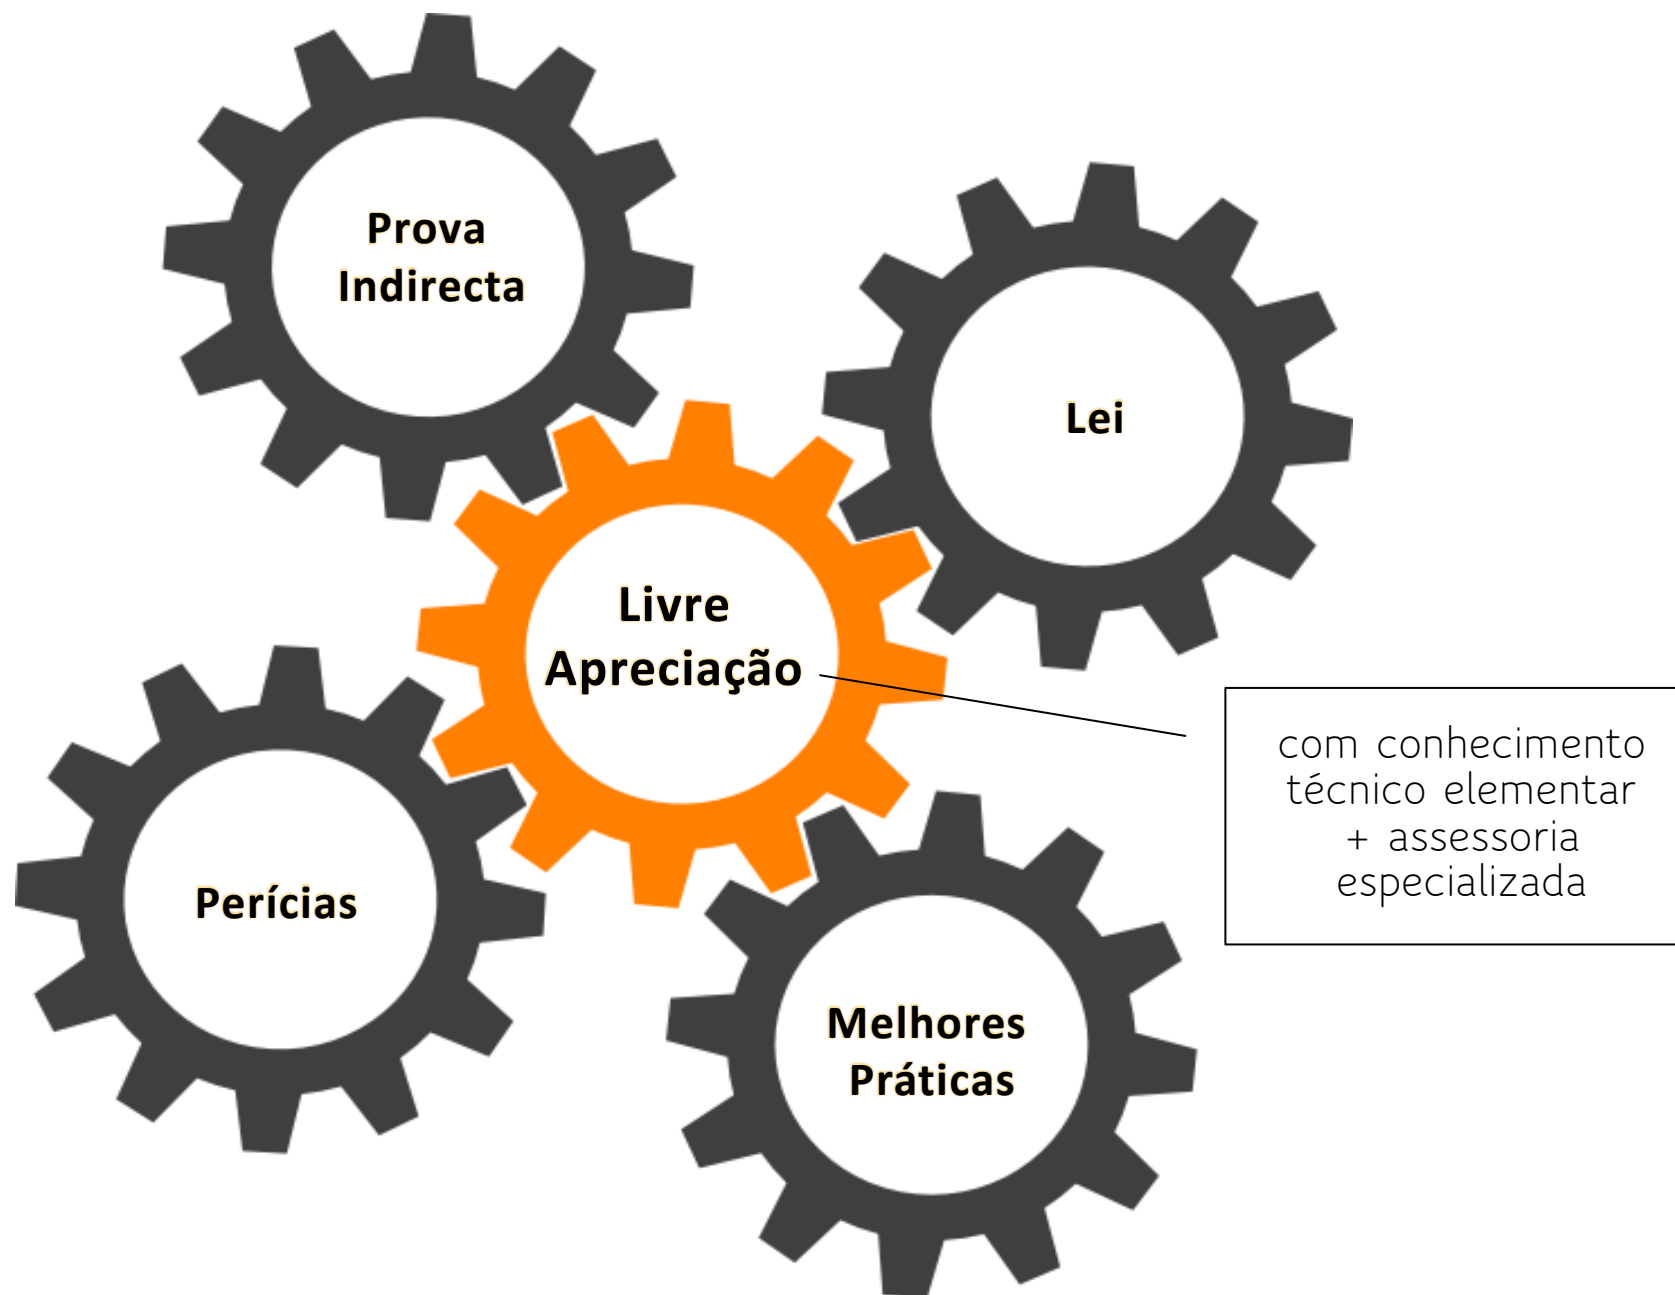 Prova
Indirecta
Lei
Livre
Apreciação
com conhecimento
técnico elementar
+ assessoria
especializada
Perícias
Melhores
Práticas